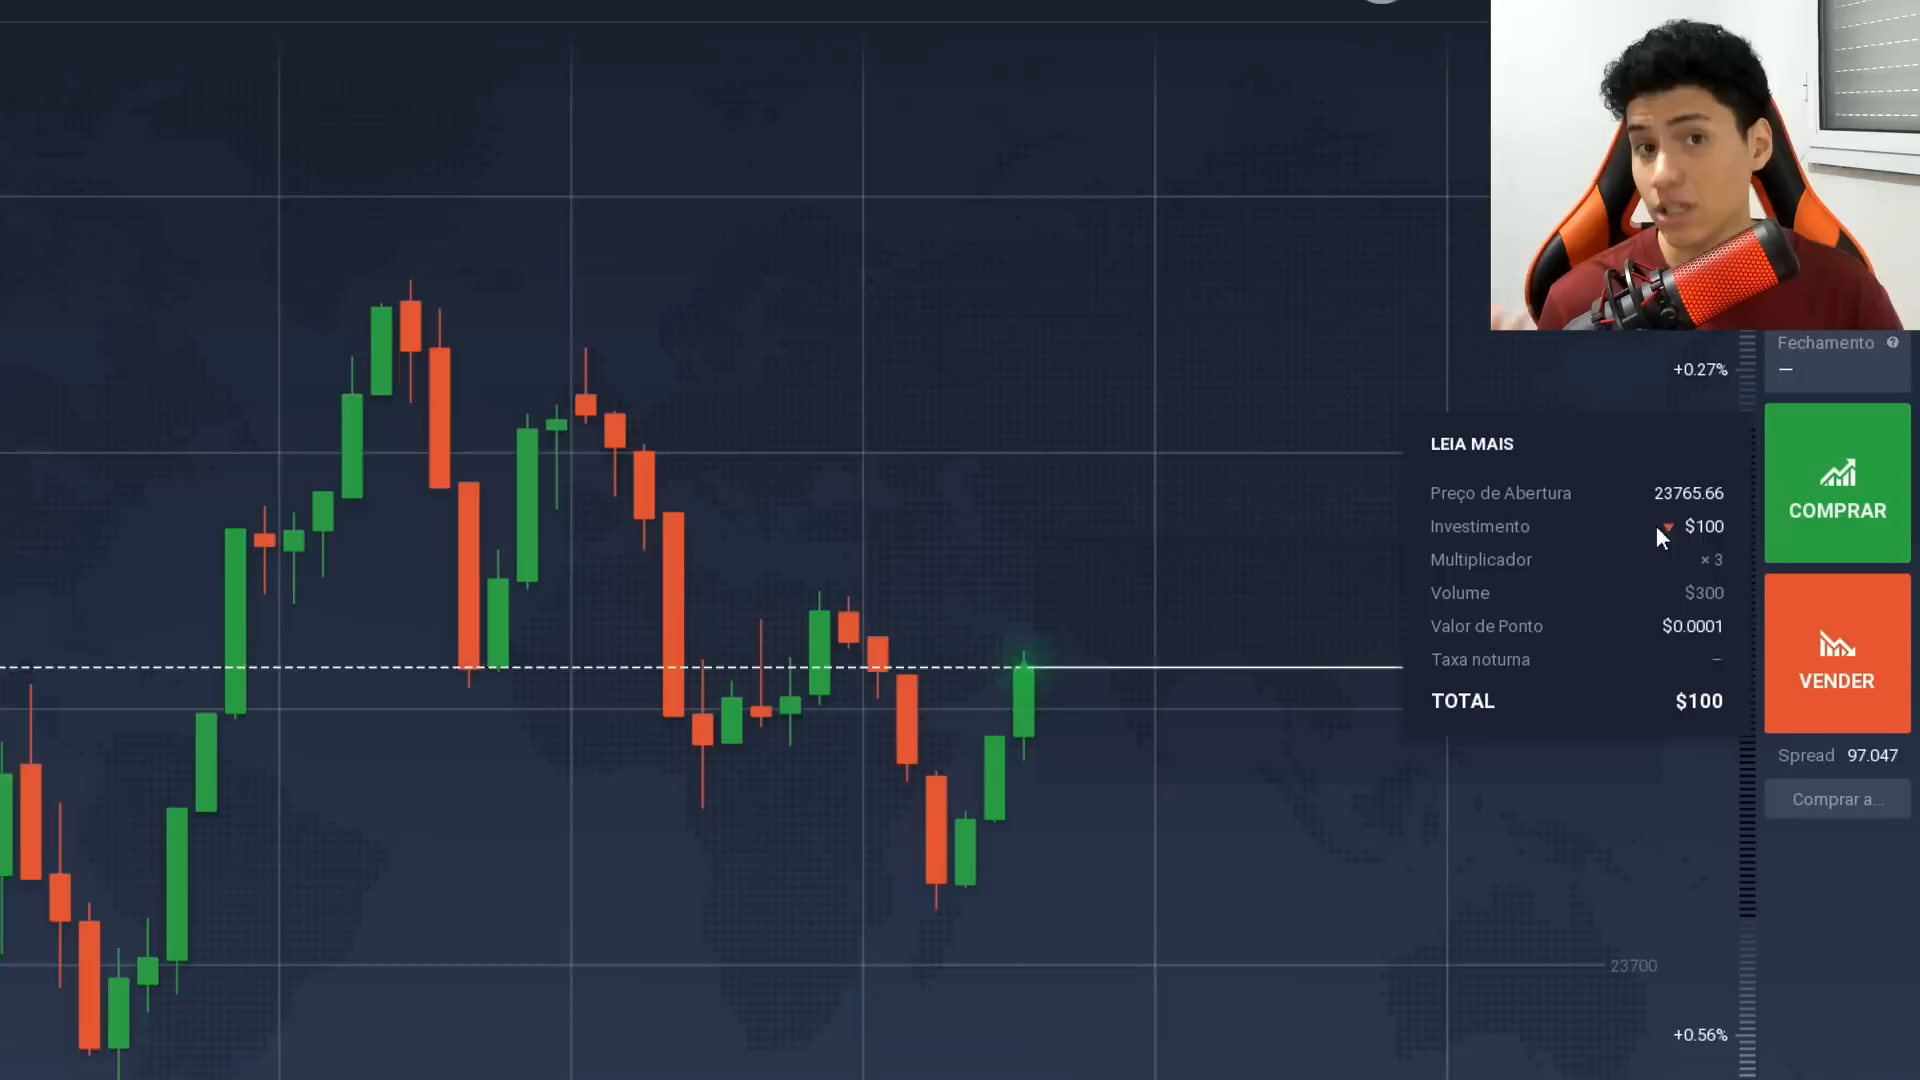 Fechamento
—
+0.27%
LEIA MAIS
Preço de Abertura 23765.66
Investimento $100
Multiplicador × 3
Volume $300
Valor de Ponto $0.0001
Taxa noturna –
TOTAL $100
COMPRAR
VENDER
Spread 97.047
Comprar a...
23700
+0.56%